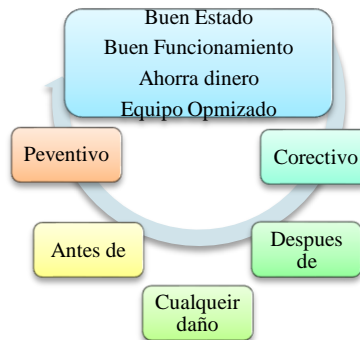 Buen Estado
Buen Funcionamiento
Ahorra dinero
Equipo Opmizado
Peventivo
Corectivo
Antes de
Despues
de
Cualqueir
daño